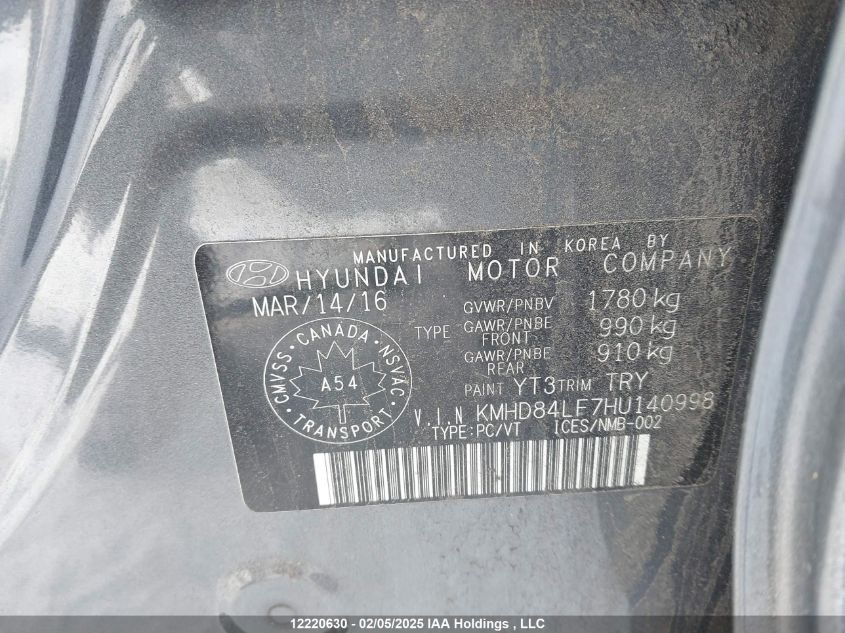 MANUFACTURED IN KOREA BY
HYUNDAI MOTOR COMPANY
MAR/14/16
GVWR/PNBV 1780 kg
TYPE GAWR/PNBE FRONT 990 kg
GAWR/PNBE REAR 910 kg
PAINT YT3 TRIM TRY
V.I.N KMHD84LF7HU140998
TYPE:PC/VT ICES/NMB-002
CMVSS · CANADA · NSVAC
A54
TRANSPORT
12220630 - 02/05/2025 IAA Holdings , LLC